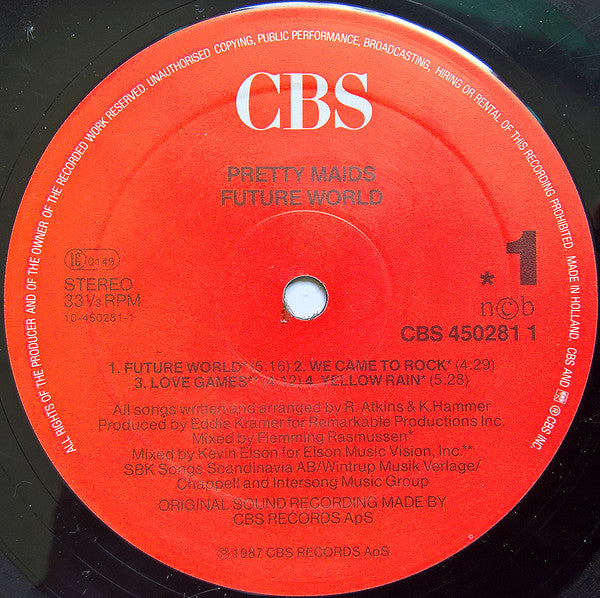 ALL RIGHTS OF THE PRODUCER AND OF THE OWNER OF THE RECORDED WORK RESERVED. UNAUTHORISED COPYING, PUBLIC PERFORMANCE, BROADCASTING, HIRING OR RENTAL OF THIS RECORDING PROHIBITED. MADE IN HOLLAND. CBS AND ® CBS INC.
CBS
PRETTY MAIDS
FUTURE WORLD
LC 0149
STEREO
33⅓ RPM
10-450281-1
*1
n©b
CBS 450281 1
1. FUTURE WORLD* (5:16) 2. WE CAME TO ROCK* (4:29)
3. LOVE GAMES** (4:12) 4. YELLOW RAIN* (5:28)
All songs written and arranged by R. Atkins & K.Hammer
Produced by Eddie Kramer for Remarkable Productions Inc.
Mixed by Flemming Rasmussen*
Mixed by Kevin Elson for Elson Music Vision, Inc.**
SBK Songs Scandinavia AB/Wintrup Musik Verlage/
Chappell and Intersong Music Group
ORIGINAL SOUND RECORDING MADE BY
CBS RECORDS ApS
℗ 1987 CBS RECORDS ApS